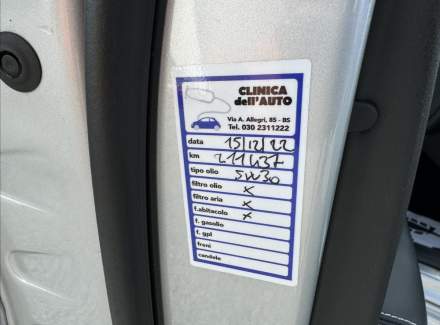 CLINICA
dell'AUTO
Via A. Allegri, 85 - BS
Tel. 030 2311222
data 15/12/22
km 211437
tipo olio 5W30
filtro olio X
filtro aria X
f.abitacolo X
f. gasolio
f. gpl
freni
candele